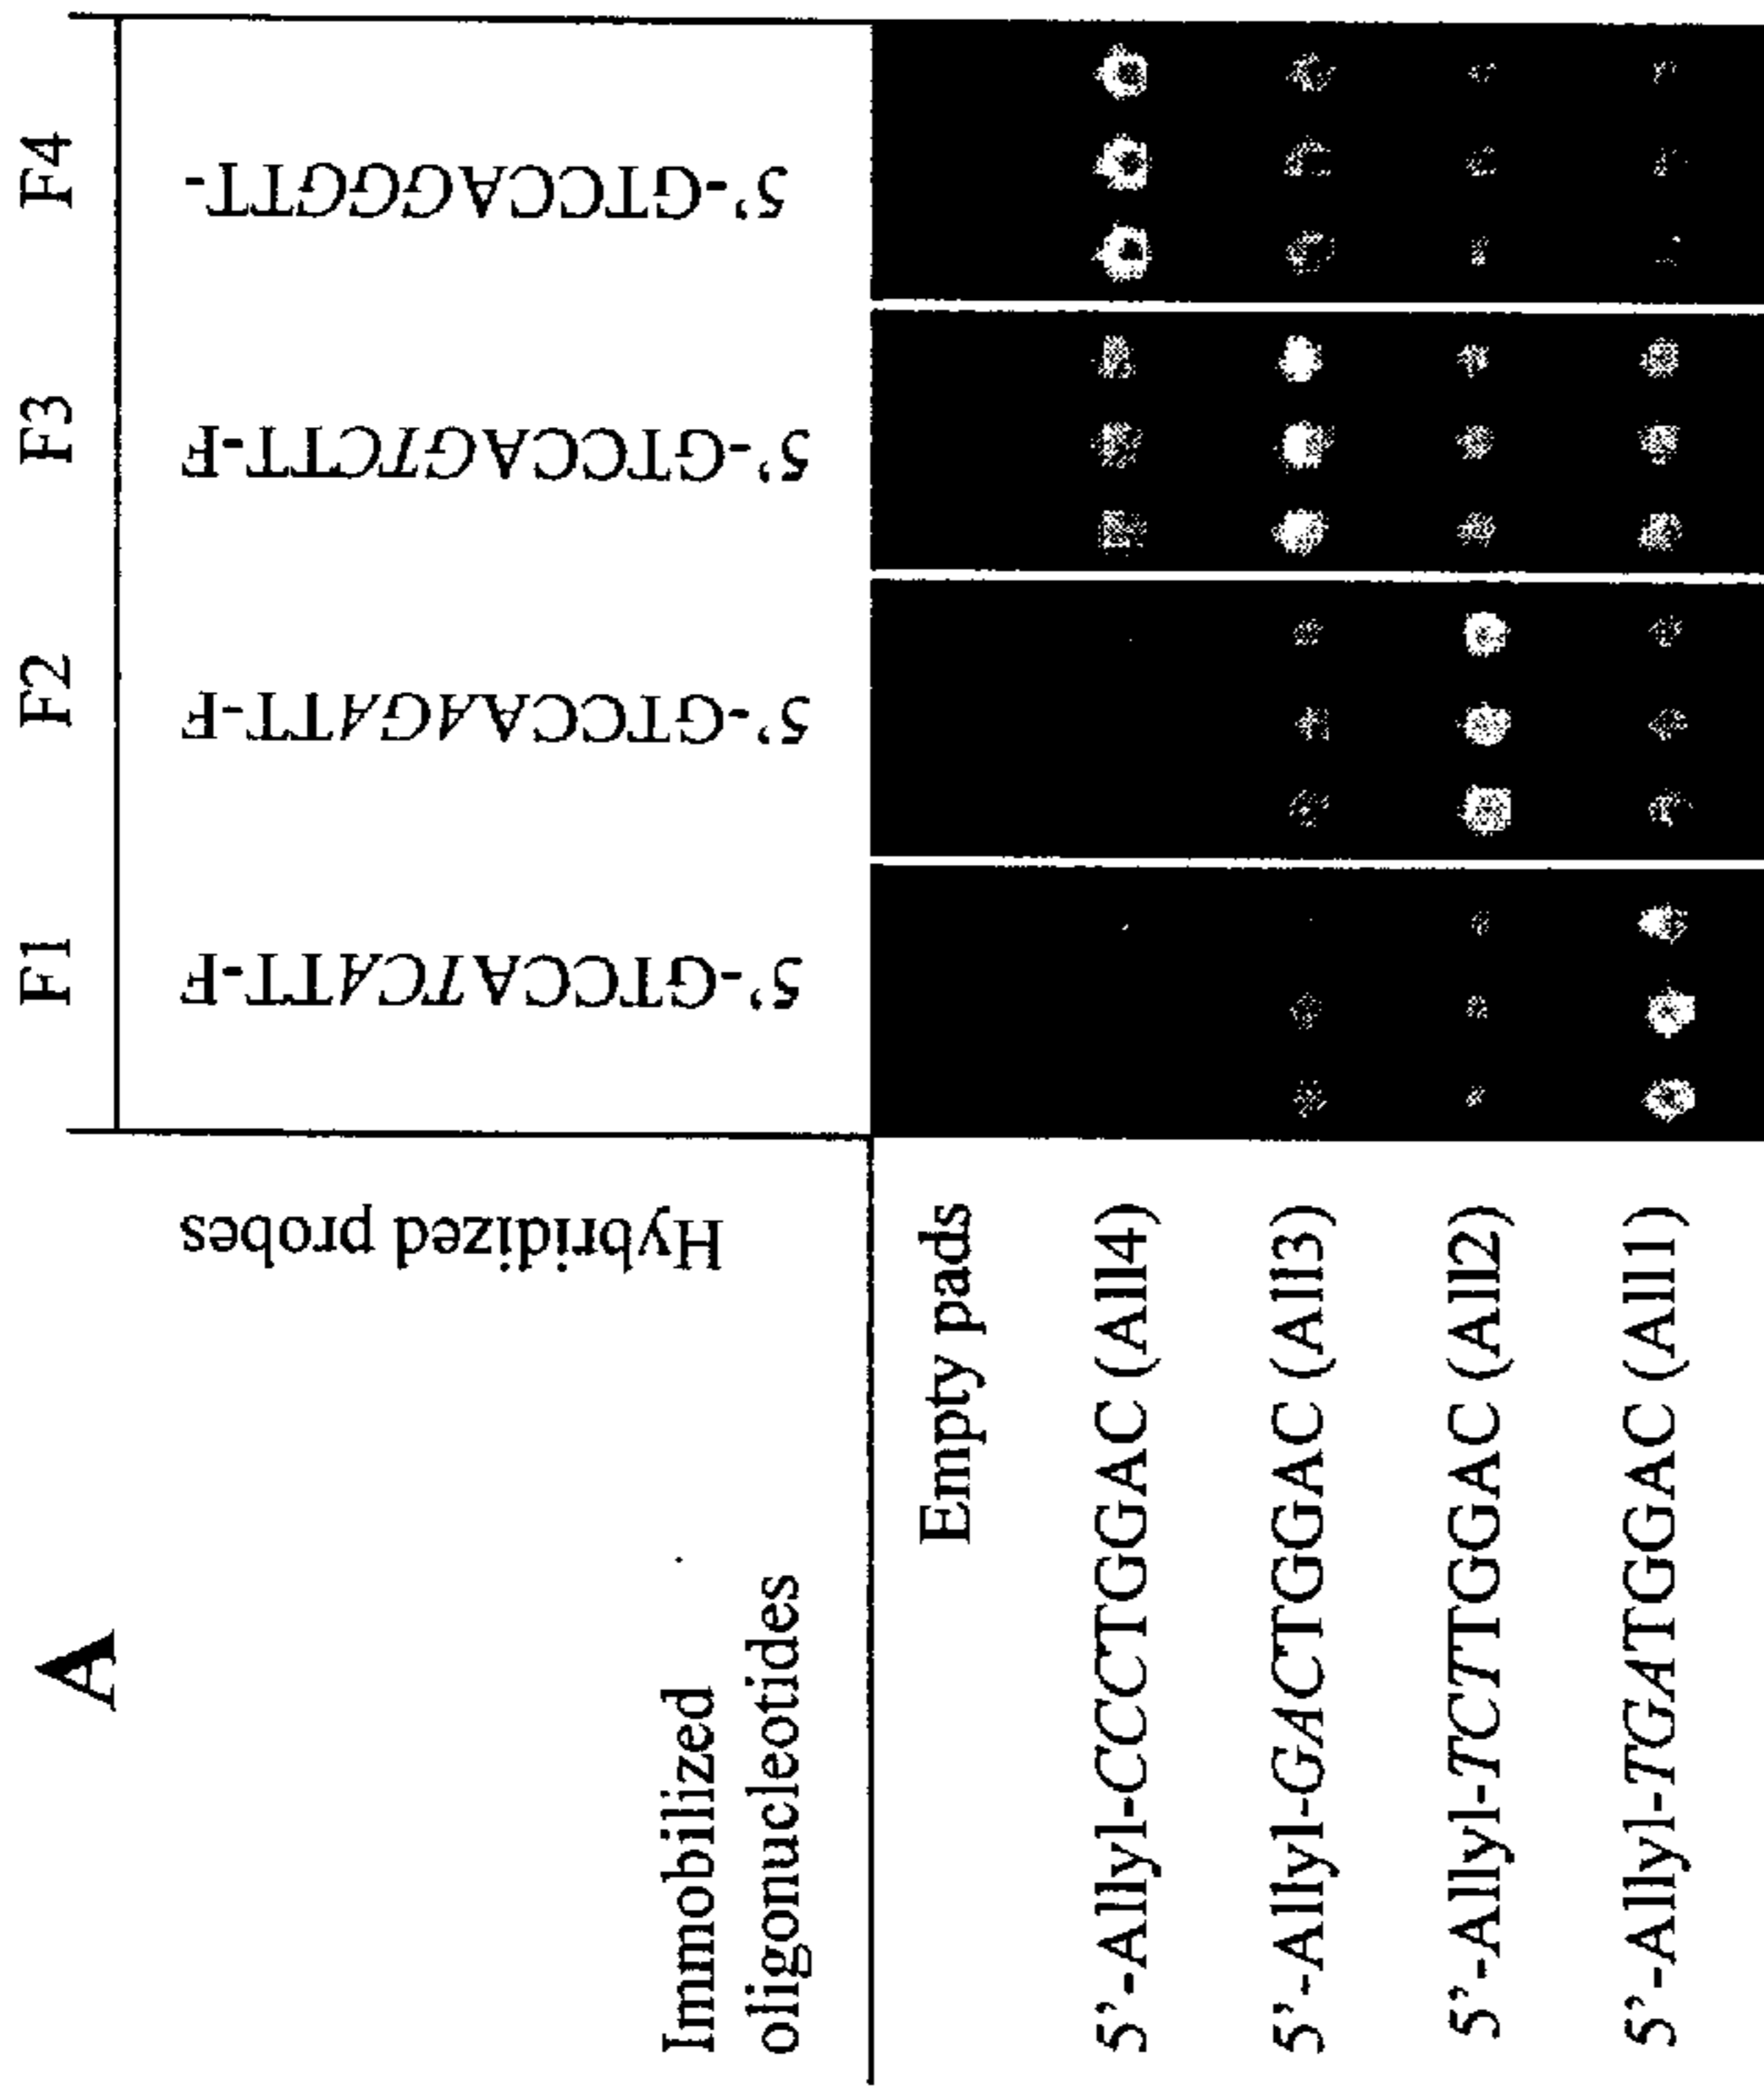 A
F1 F2 F3 F4
Hybridized probes
5'-GTCCATCATT-F
5'-GTCCAAGATT-F
5'-GTCCAGTCTT-F
5'-GTCCAGGGTT-
Immobilized
oligonucleotides
Empty pads
5'-Allyl-CCCTGGAC (All4)
5'-Allyl-GACTGGAC (All3)
5'-Allyl-TCTTGGAC (All2)
5'-Allyl-TGATGGAC (All1)